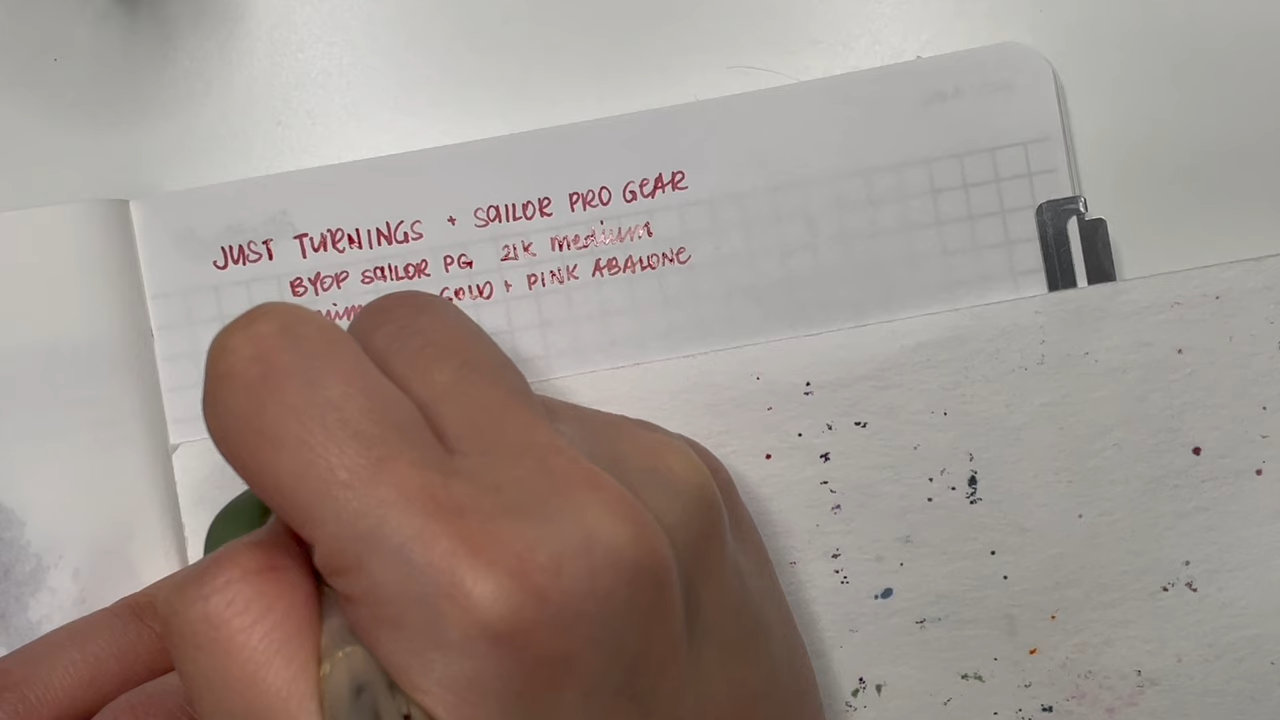 JUST TURNINGS + SAILOR PRO GEAR
BYOP SAILOR PG 21K medium
GOLD + PINK ABALONE